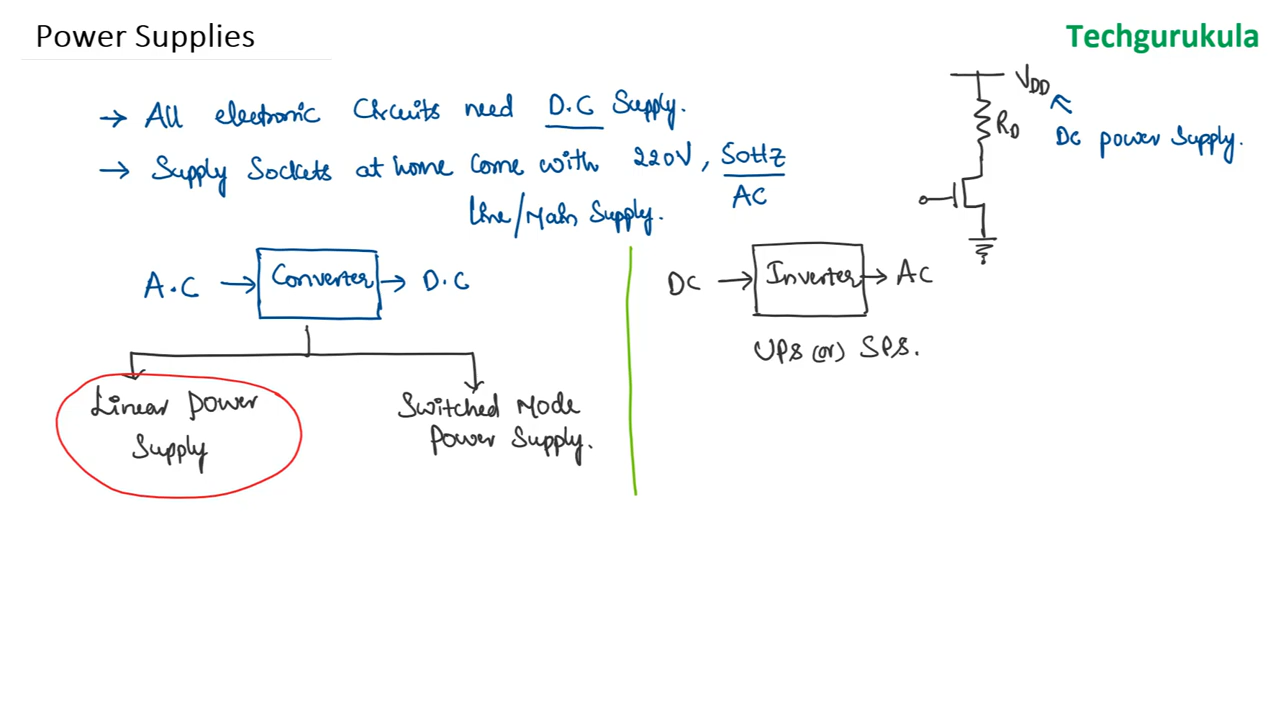 Power Supplies
Techgurukula
→ All electronic Circuits need D.C Supply.
→ Supply Sockets at home come with 220V, 50HZ
AC
Line/Main Supply.
VDD
RD
DC power Supply.
A.C → Converter → D.C
DC → Inverter → AC
UPS (or) SPS.
Linear power
Supply
Switched Mode
Power Supply.